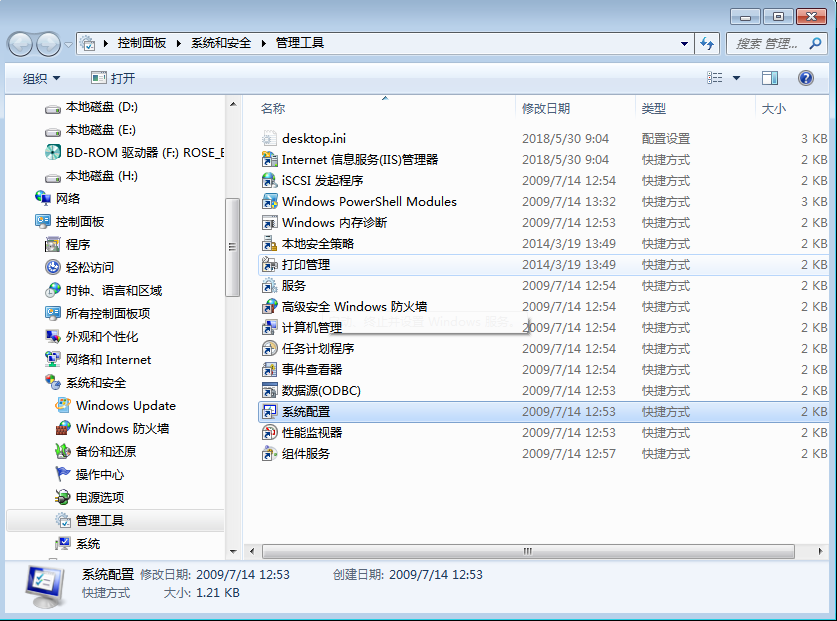 控制面板 系统和安全 管理工具 搜索 管理...
组织 打开
本地磁盘 (D:)
本地磁盘 (E:)
BD-ROM 驱动器 (F:) ROSE_E
本地磁盘 (H:)
网络
控制面板
程序
轻松访问
时钟、语言和区域
所有控制面板项
外观和个性化
网络和 Internet
系统和安全
Windows Update
Windows 防火墙
备份和还原
操作中心
电源选项
管理工具
系统
名称 修改日期 类型 大小
desktop.ini 2018/5/30 9:04 配置设置 3 KB
Internet 信息服务(IIS)管理器 2018/5/30 9:04 快捷方式 2 KB
iSCSI 发起程序 2009/7/14 12:54 快捷方式 2 KB
Windows PowerShell Modules 2009/7/14 13:32 快捷方式 3 KB
Windows 内存诊断 2009/7/14 12:53 快捷方式 2 KB
本地安全策略 2014/3/19 13:49 快捷方式 2 KB
打印管理 2014/3/19 13:49 快捷方式 2 KB
服务 2009/7/14 12:54 快捷方式 2 KB
高级安全 Windows 防火墙 2009/7/14 12:54 快捷方式 2 KB
计算机管理 2009/7/14 12:54 快捷方式 2 KB
任务计划程序 2009/7/14 12:54 快捷方式 2 KB
事件查看器 2009/7/14 12:54 快捷方式 2 KB
数据源(ODBC) 2009/7/14 12:53 快捷方式 2 KB
系统配置 2009/7/14 12:53 快捷方式 2 KB
性能监视器 2009/7/14 12:53 快捷方式 2 KB
组件服务 2009/7/14 12:57 快捷方式 2 KB
系统配置 修改日期: 2009/7/14 12:53 创建日期: 2009/7/14 12:53
快捷方式 大小: 1.21 KB